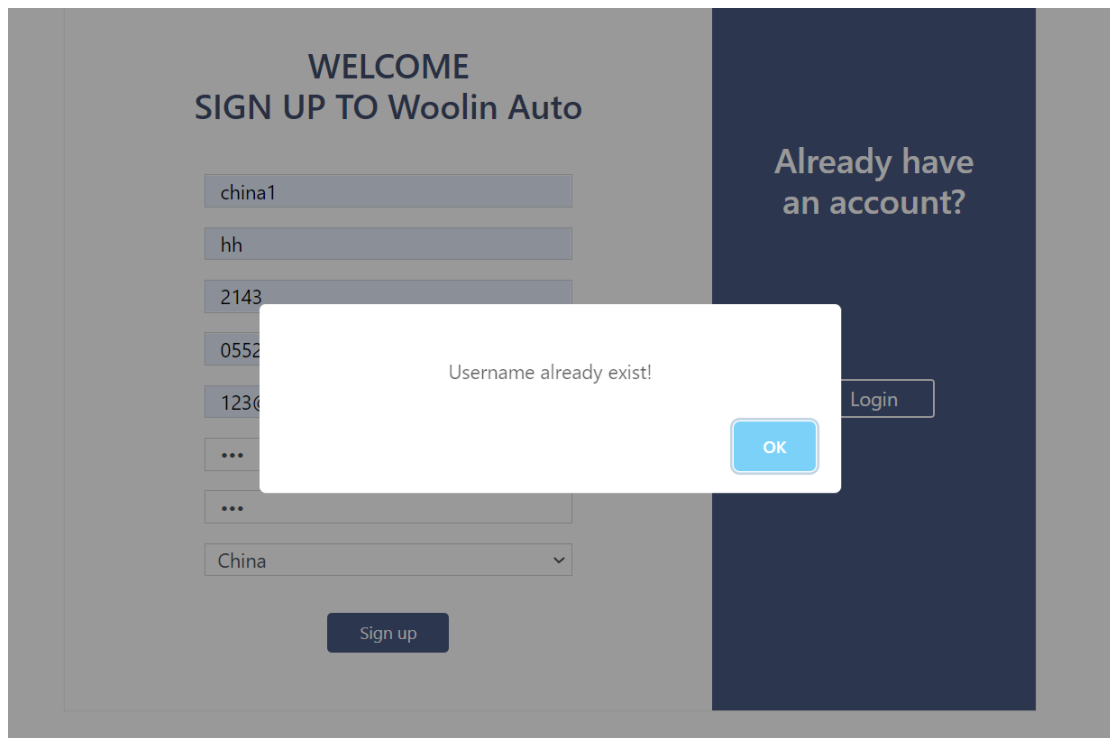 WELCOME
SIGN UP TO Woolin Auto
china1
hh
2143
0552
123@
•••
•••
China
Sign up
Username already exist!
OK
Already have
an account?
Login